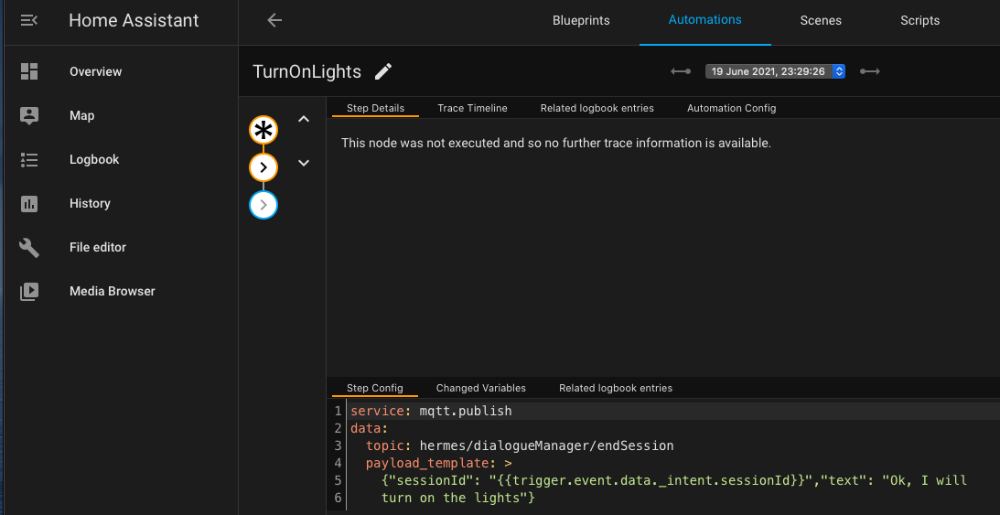 Home Assistant
Blueprints
Automations
Scenes
Scripts
Overview
Map
Logbook
History
File editor
Media Browser
TurnOnLights
19 June 2021, 23:29:26
Step Details
Trace Timeline
Related logbook entries
Automation Config
This node was not executed and so no further trace information is available.
Step Config
Changed Variables
Related logbook entries
1 service: mqtt.publish
2 data:
3 topic: hermes/dialogueManager/endSession
4 payload_template: >
5 {"sessionId": "{{trigger.event.data._intent.sessionId}}","text": "Ok, I will
6 turn on the lights"}